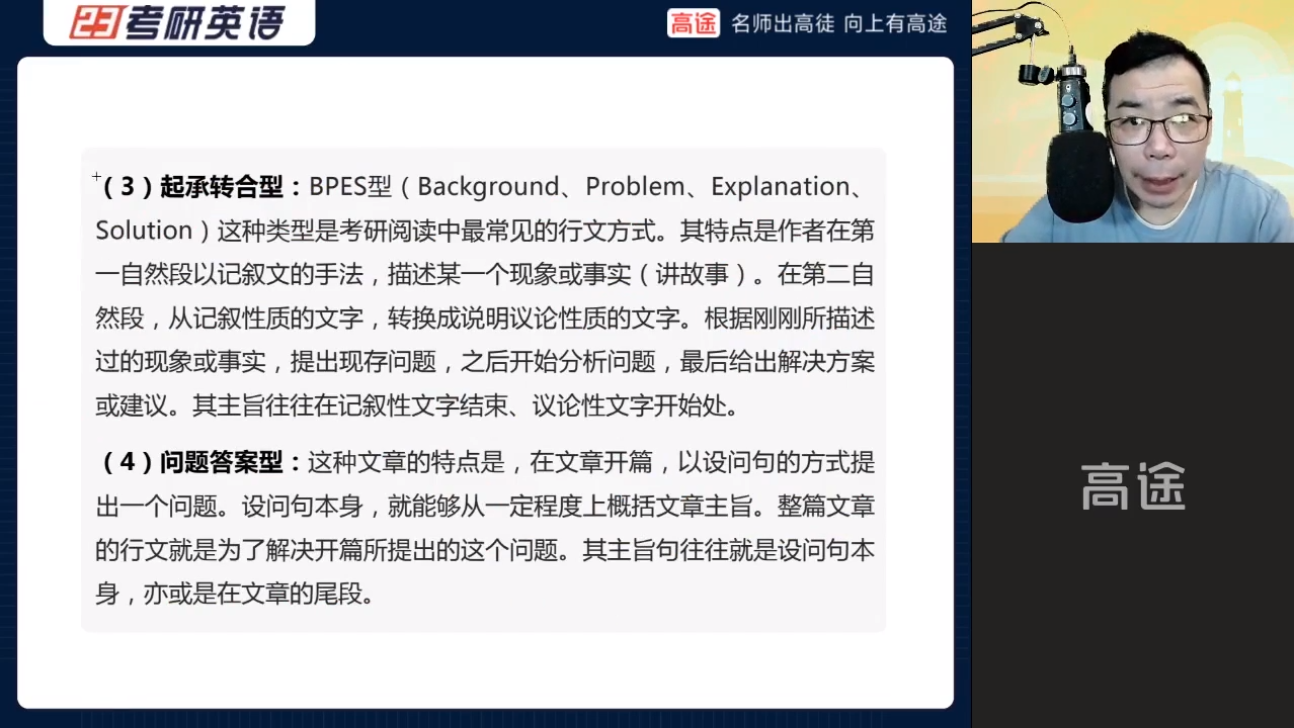 23考研英语
高途 名师出高徒 向上有高途
（3）起承转合型：BPES型（Background、Problem、Explanation、
Solution）这种类型是考研阅读中最常见的行文方式。其特点是作者在第
一自然段以记叙文的手法，描述某一个现象或事实（讲故事）。在第二自
然段，从记叙性质的文字，转换成说明议论性质的文字。根据刚刚所描述
过的现象或事实，提出现存问题，之后开始分析问题，最后给出解决方案
或建议。其主旨往往在记叙性文字结束、议论性文字开始处。
（4）问题答案型：这种文章的特点是，在文章开篇，以设问句的方式提
出一个问题。设问句本身，就能够从一定程度上概括文章主旨。整篇文章
的行文就是为了解决开篇所提出的这个问题。其主旨句往往就是设问句本
身，亦或是在文章的尾段。
高途